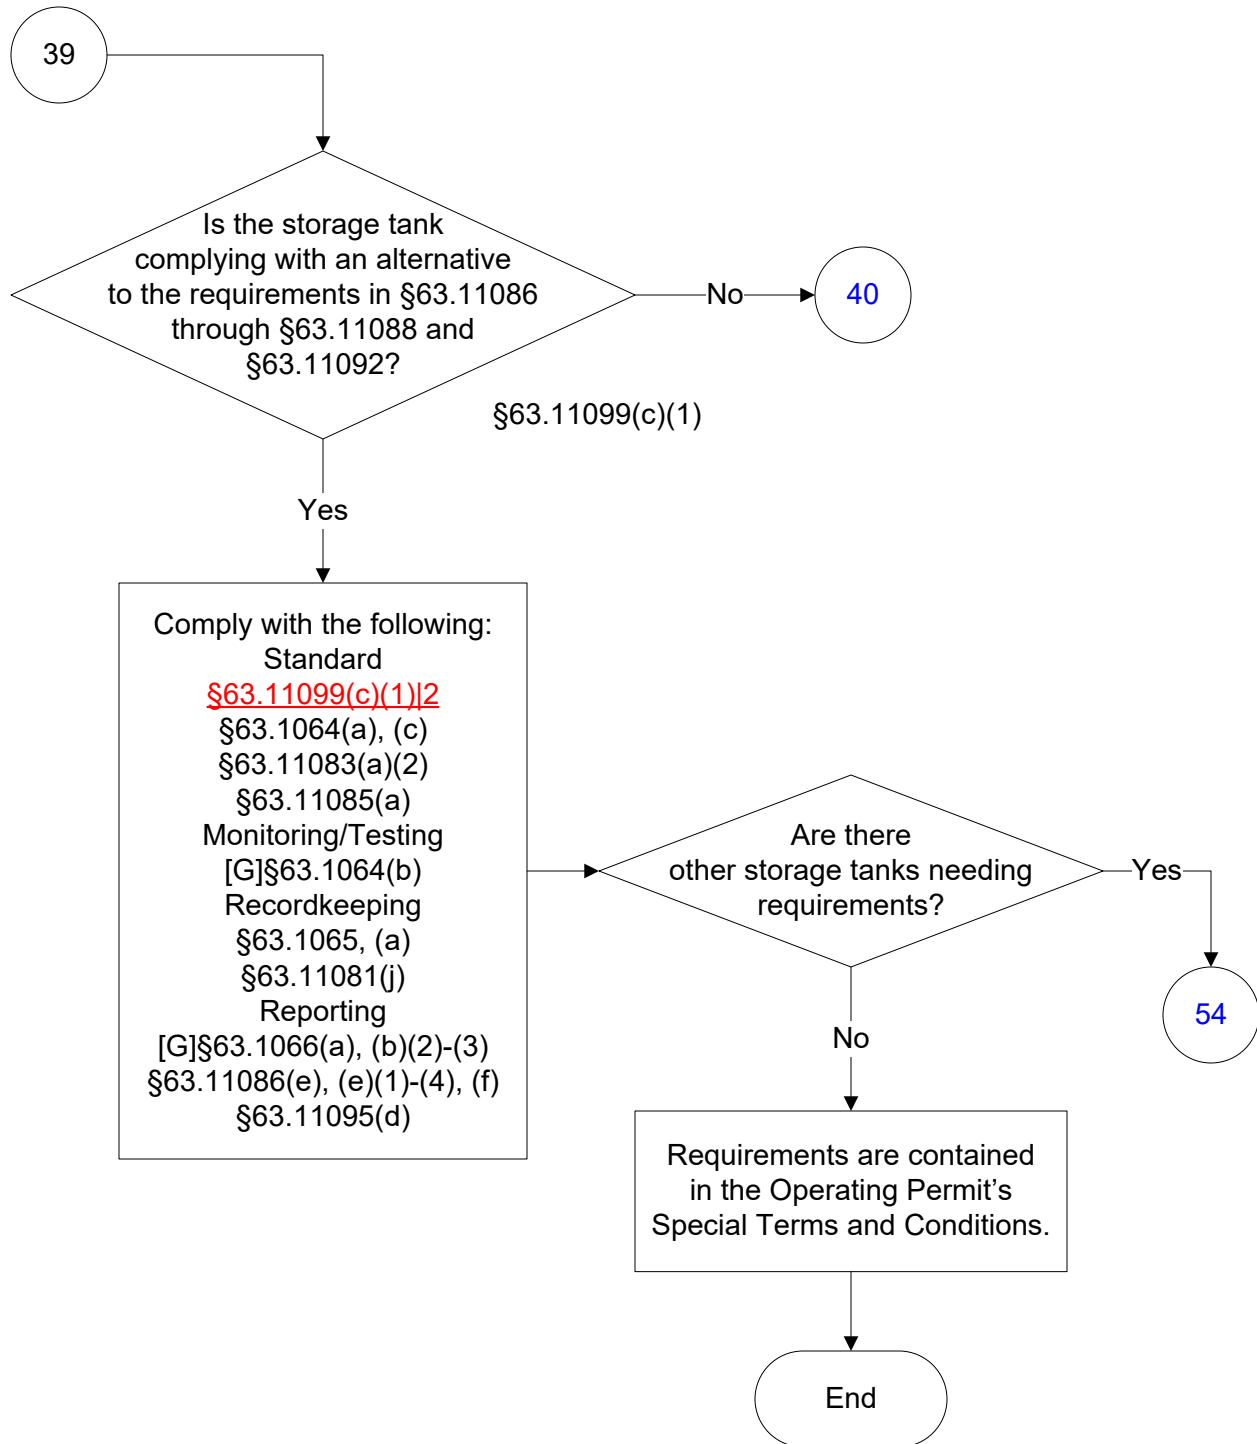 39
Is the storage tank
complying with an alternative
to the requirements in §63.11086
through §63.11088 and
§63.11092?
No
40
§63.11099(c)(1)
Yes
Comply with the following:
Standard
§63.11099(c)(1)|2
§63.1064(a), (c)
§63.11083(a)(2)
§63.11085(a)
Monitoring/Testing
[G]§63.1064(b)
Recordkeeping
§63.1065, (a)
§63.11081(j)
Reporting
[G]§63.1066(a), (b)(2)-(3)
§63.11086(e), (e)(1)-(4), (f)
§63.11095(d)
Are there
other storage tanks needing
requirements?
Yes
54
No
Requirements are contained
in the Operating Permit’s
Special Terms and Conditions.
End